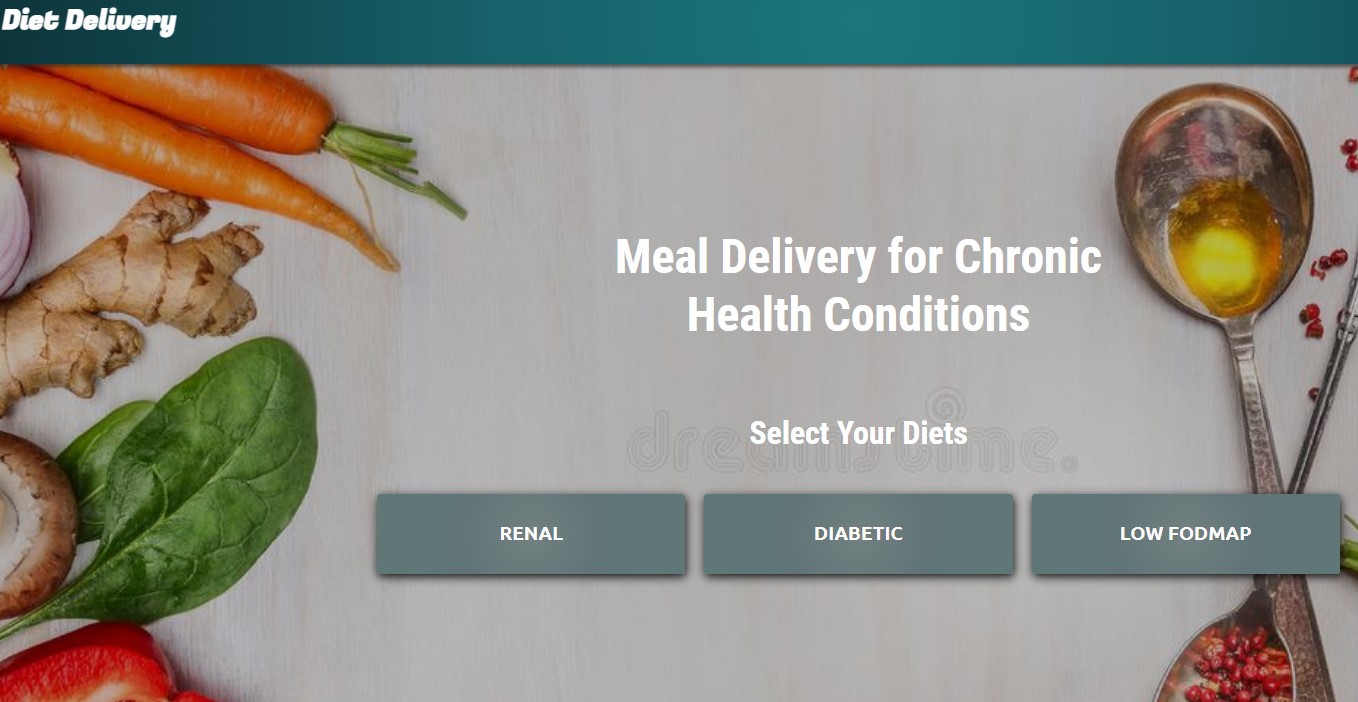 Diet Delivery
Meal Delivery for Chronic
Health Conditions
dreamstime.
Select Your Diets
RENAL
DIABETIC
LOW FODMAP